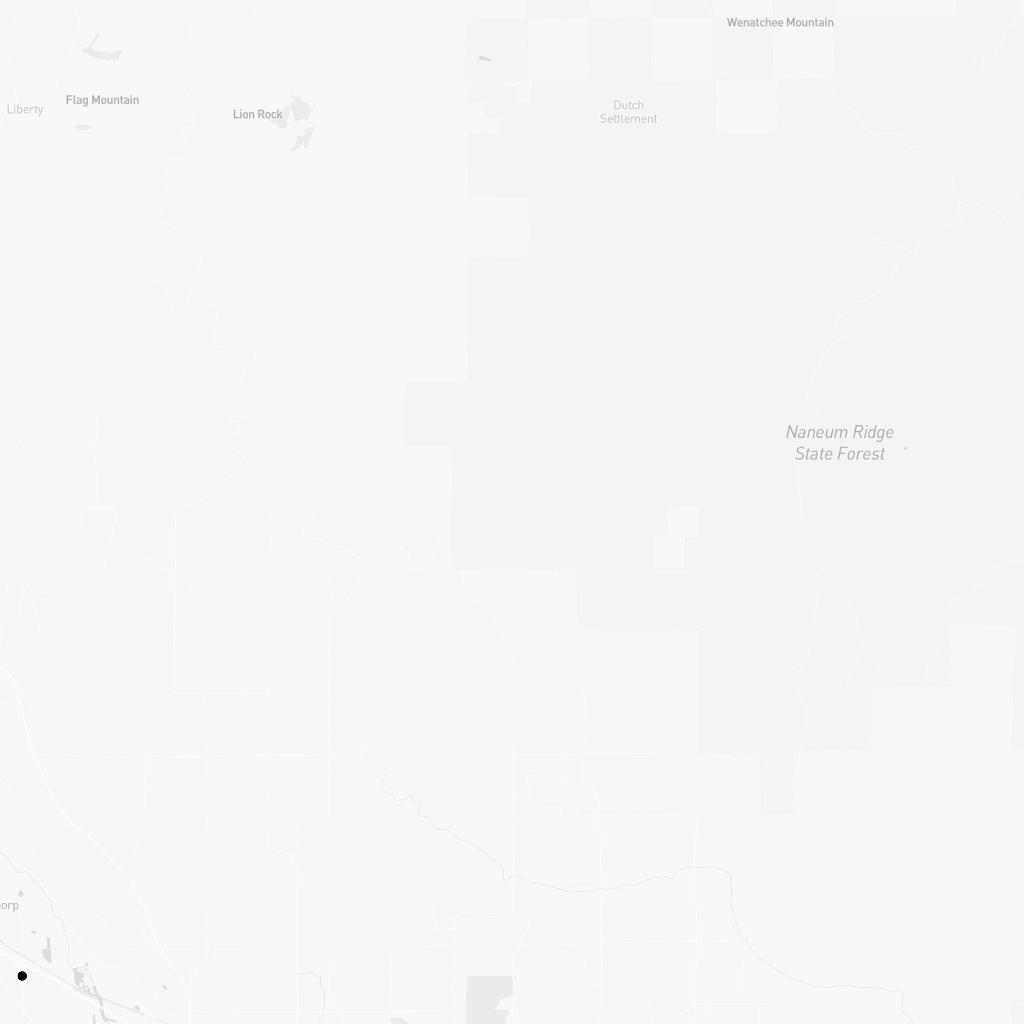 Wenatchee Mountain
Flag Mountain
Liberty
Lion Rock
Dutch
Settlement
Naneum Ridge
State Forest
orp